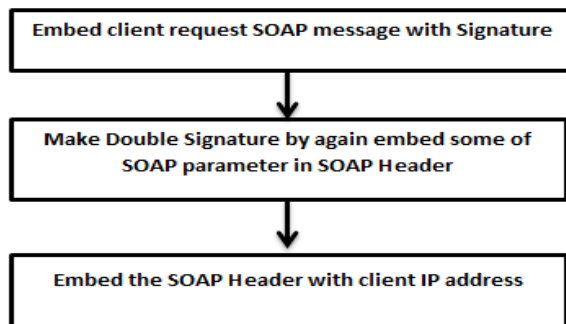 Embed client request SOAP message with Signature
Make Double Signature by again embed some of
SOAP parameter in SOAP Header
Embed the SOAP Header with client IP address